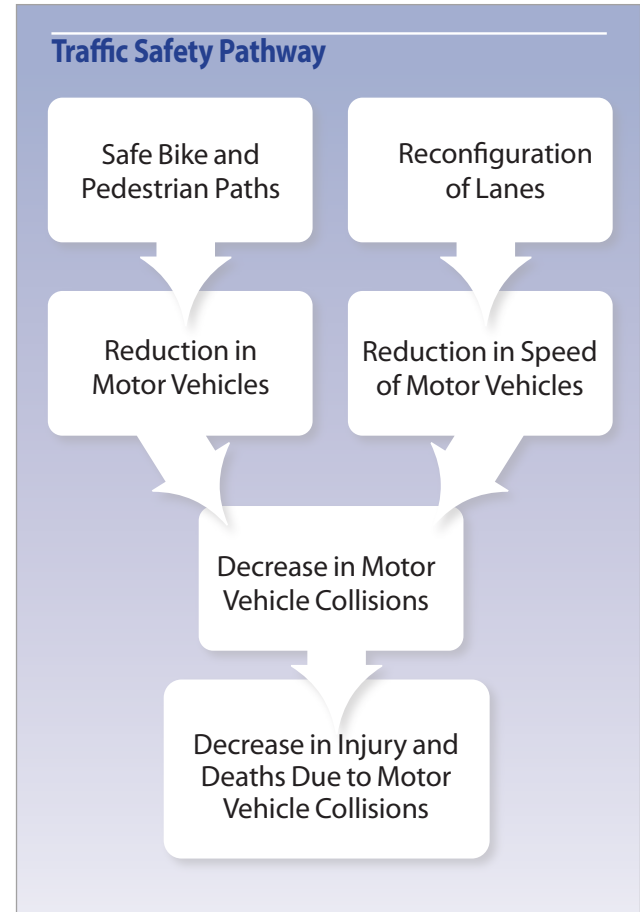 Traffic Safety Pathway
Safe Bike and
Pedestrian Paths
Reconfiguration
of Lanes
Reduction in
Motor Vehicles
Reduction in Speed
of Motor Vehicles
Decrease in Motor
Vehicle Collisions
Decrease in Injury and
Deaths Due to Motor
Vehicle Collisions